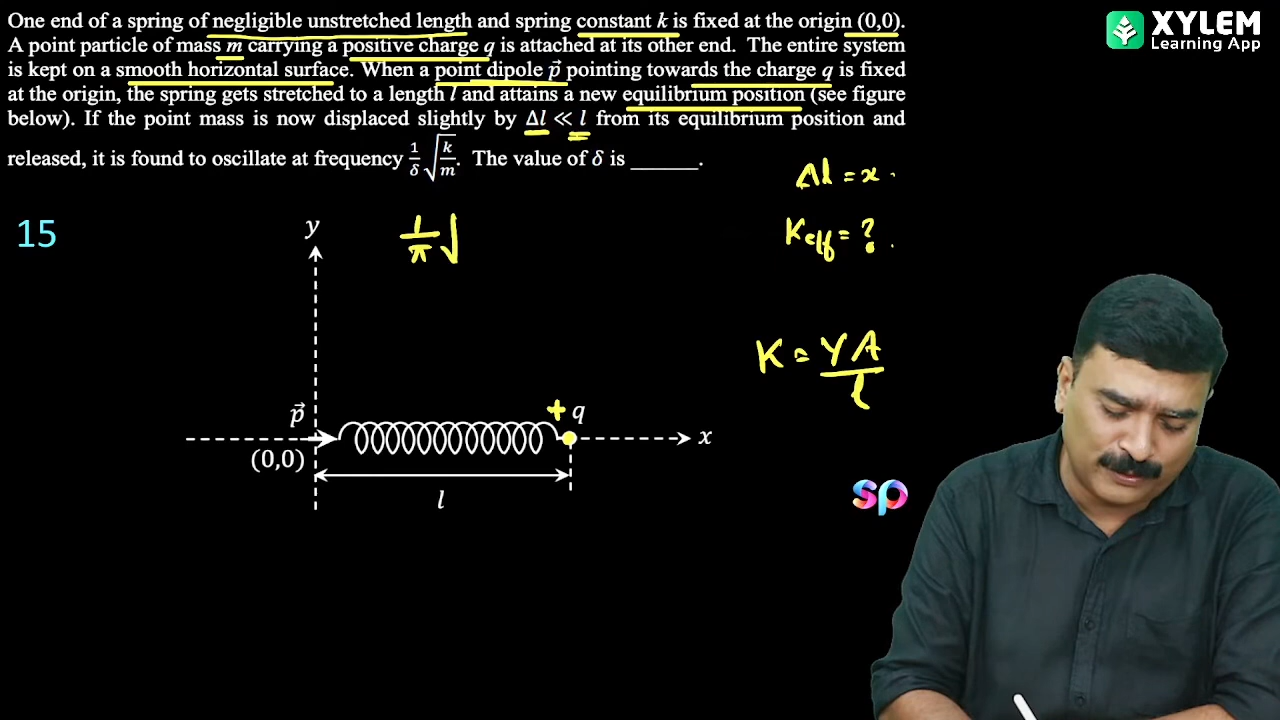 One end of a spring of negligible unstretched length and spring constant k is fixed at the origin (0,0).
A point particle of mass m carrying a positive charge q is attached at its other end. The entire system
is kept on a smooth horizontal surface. When a point dipole p⃗ pointing towards the charge q is fixed
at the origin, the spring gets stretched to a length l and attains a new equilibrium position (see figure
below). If the point mass is now displaced slightly by Δl ≪ l from its equilibrium position and
released, it is found to oscillate at frequency 1/δ √(k/m). The value of δ is ______.
XYLEM
Learning App
Δl = x.
Keff = ?.
15
y
1/π √
K = YA/l
p⃗
+ q
x
(0,0)
l
sp